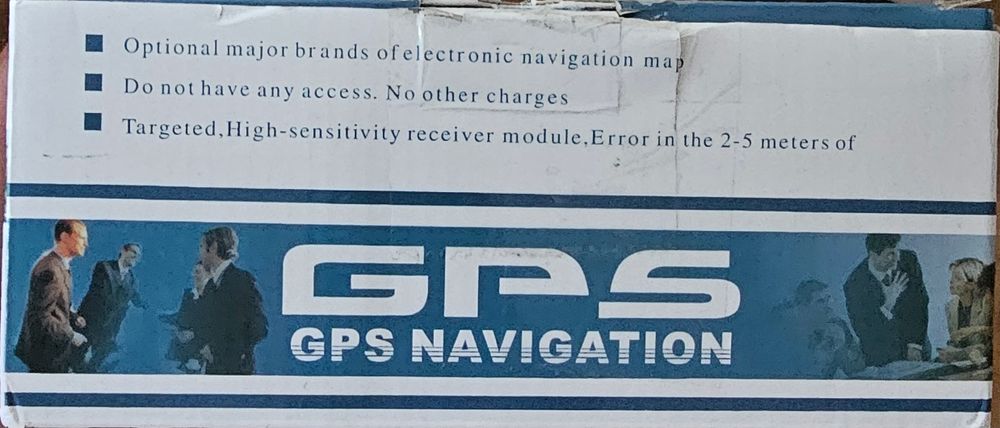 Optional major brands of electronic navigation map
Do not have any access. No other charges
Targeted,High-sensitivity receiver module,Error in the 2-5 meters of
GPS
GPS NAVIGATION